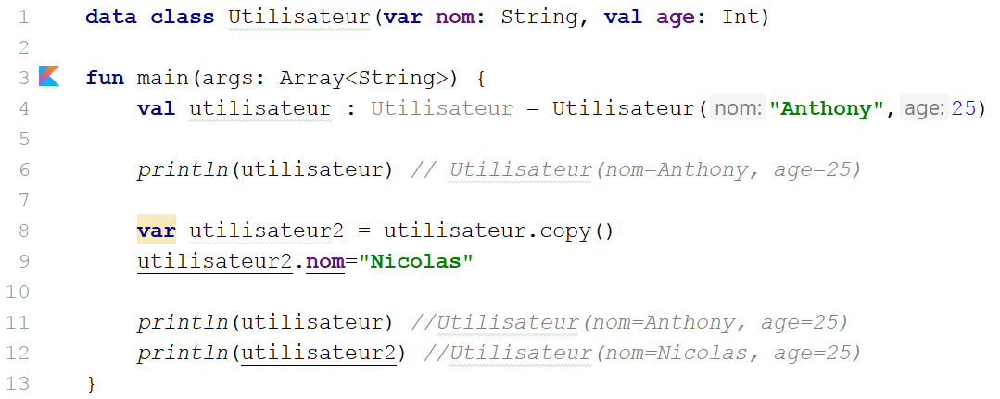 1 data class Utilisateur(var nom: String, val age: Int)
2
3 fun main(args: Array<String>) {
4 val utilisateur : Utilisateur = Utilisateur( nom: "Anthony", age: 25)
5
6 println(utilisateur) // Utilisateur(nom=Anthony, age=25)
7
8 var utilisateur2 = utilisateur.copy()
9 utilisateur2.nom="Nicolas"
10
11 println(utilisateur) //Utilisateur(nom=Anthony, age=25)
12 println(utilisateur2) //Utilisateur(nom=Nicolas, age=25)
13 }